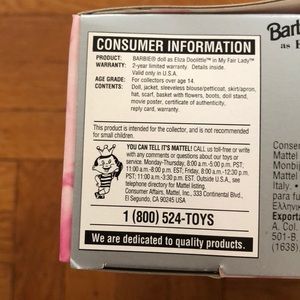 CONSUMER INFORMATION
PRODUCT: BARBIE® doll as Eliza Doolittle™ in My Fair Lady™
WARRANTY: 2-year limited warranty. Details inside.
Valid only in U.S.A.
AGE GRADE: For collectors over age 14.
CONTENTS: Doll, jacket, sleeveless blouse/petticoat, skirt/apron,
hat, scarf, basket with flowers, boots, doll stand,
movie poster, certificate of authenticity,
reply card, warranty.
This product is intended for the collector, and is not recommended
for small children.
YOU CAN TELL IT'S MATTEL! CALL us toll-free or write
with any comments or questions about our toys or
service. Monday-Thursday, 8:00 a.m.-5:00 p.m. PST;
11:00 a.m.-8:00 p.m. EST; Friday, 8:00 a.m.-12:30 p.m.
PST; 11:00 a.m.-3:30 p.m. EST. Outside U.S.A., see
telephone directory for Mattel listing.
Consumer Affairs, Mattel, Inc., 333 Continental Blvd.,
El Segundo, CA 90245 USA
1 (800) 524-TOYS
We are dedicated to quality products.
Barb
as
Conser
Mattel
Mattel
Monbij
Mattel
Italy.
para fu
Ελληνικ
Exporta
A. Col.
501-B.
(1638)